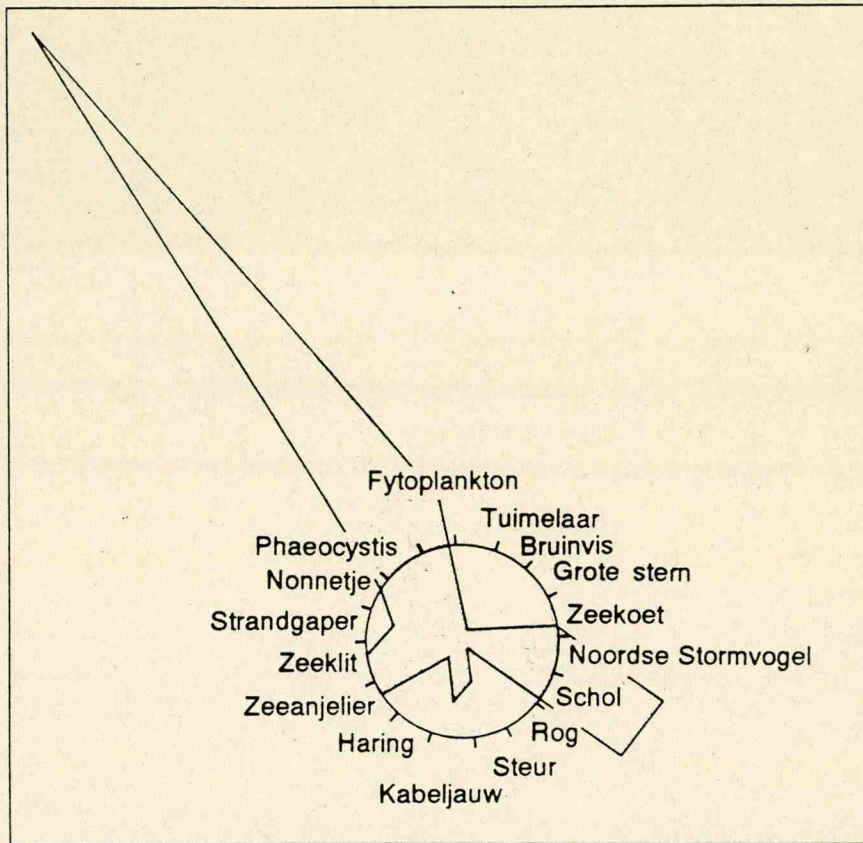 Fytoplankton
Tuimelaar
Phaeocystis
Bruinvis
Nonnetje
Grote stern
Strandgaper
Zeekoet
Zeeklit
Noordse Stormvogel
Zeeanjelier
Schol
Haring
Rog
Steur
Kabeljauw